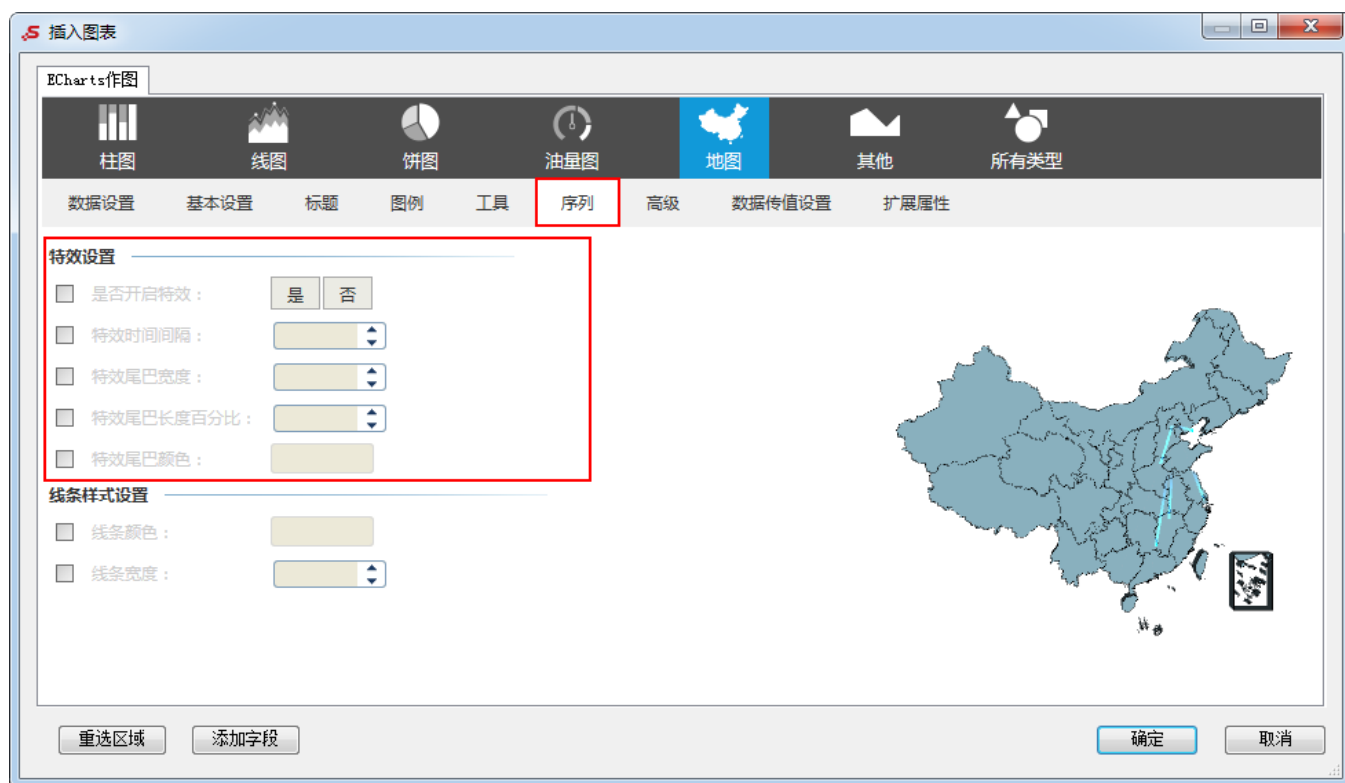 插入图表
ECharts作图
柱图 线图 饼图 油量图 地图 其他 所有类型
数据设置 基本设置 标题 图例 工具 序列 高级 数据传值设置 扩展属性
特效设置
是否开启特效： 是 否
特效时间间隔：
特效尾巴宽度：
特效尾巴长度百分比：
特效尾巴颜色：
线条样式设置
线条颜色：
线条宽度：
重选区域 添加字段 确定 取消